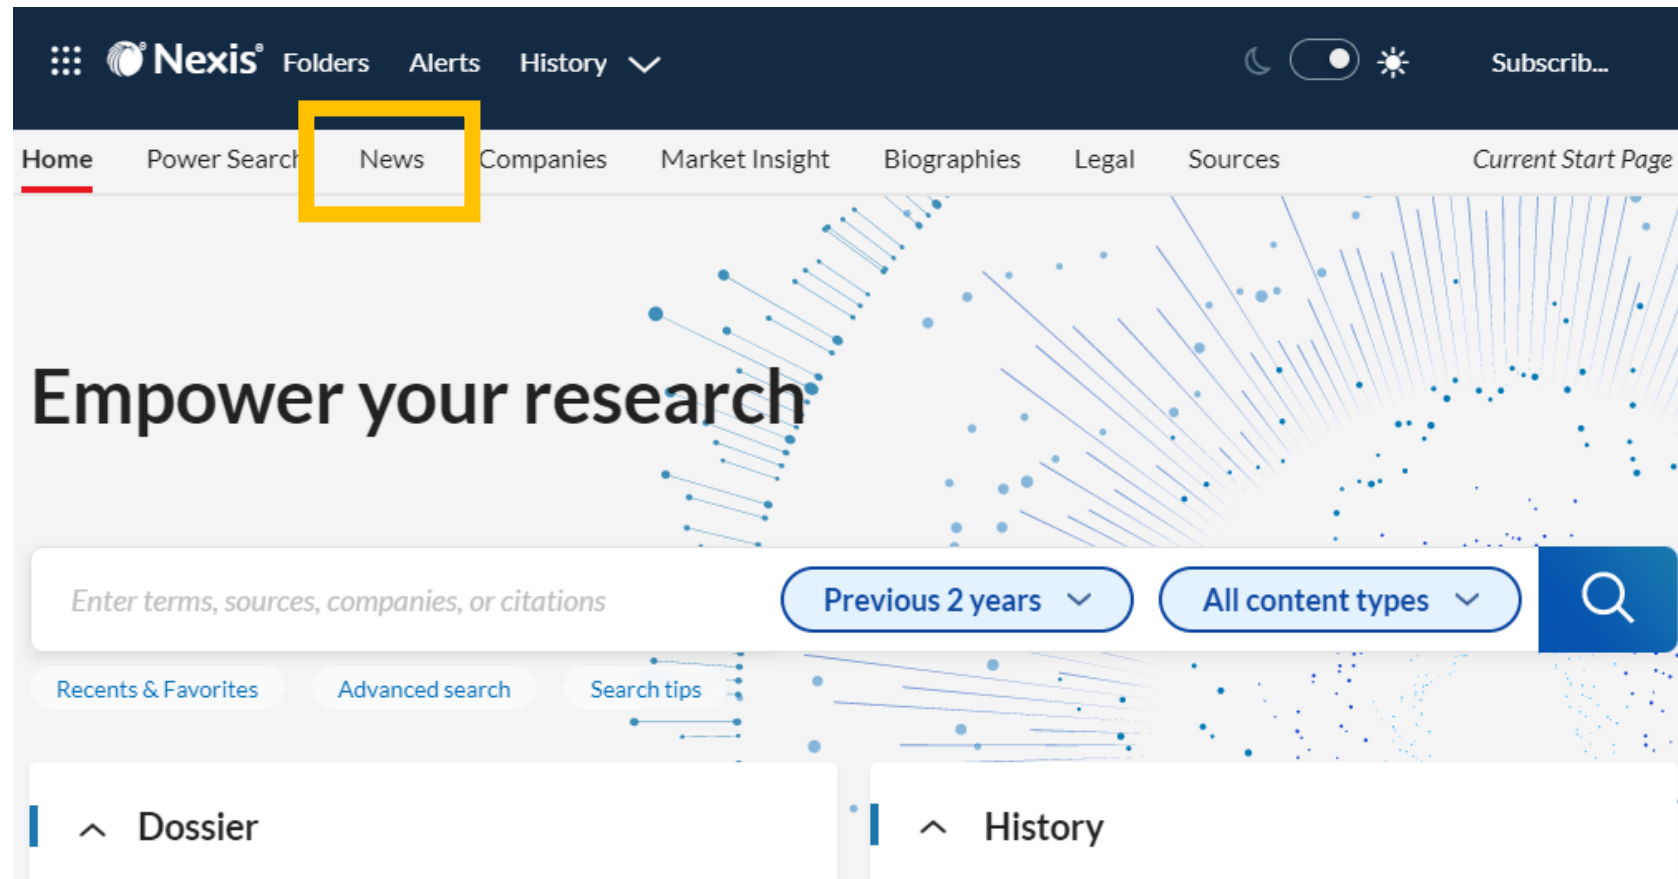 Nexis® Folders Alerts History Subscrib...
Home Power Search News Companies Market Insight Biographies Legal Sources Current Start Page
Empower your research
Enter terms, sources, companies, or citations Previous 2 years All content types
Recents & Favorites Advanced search Search tips
Dossier History